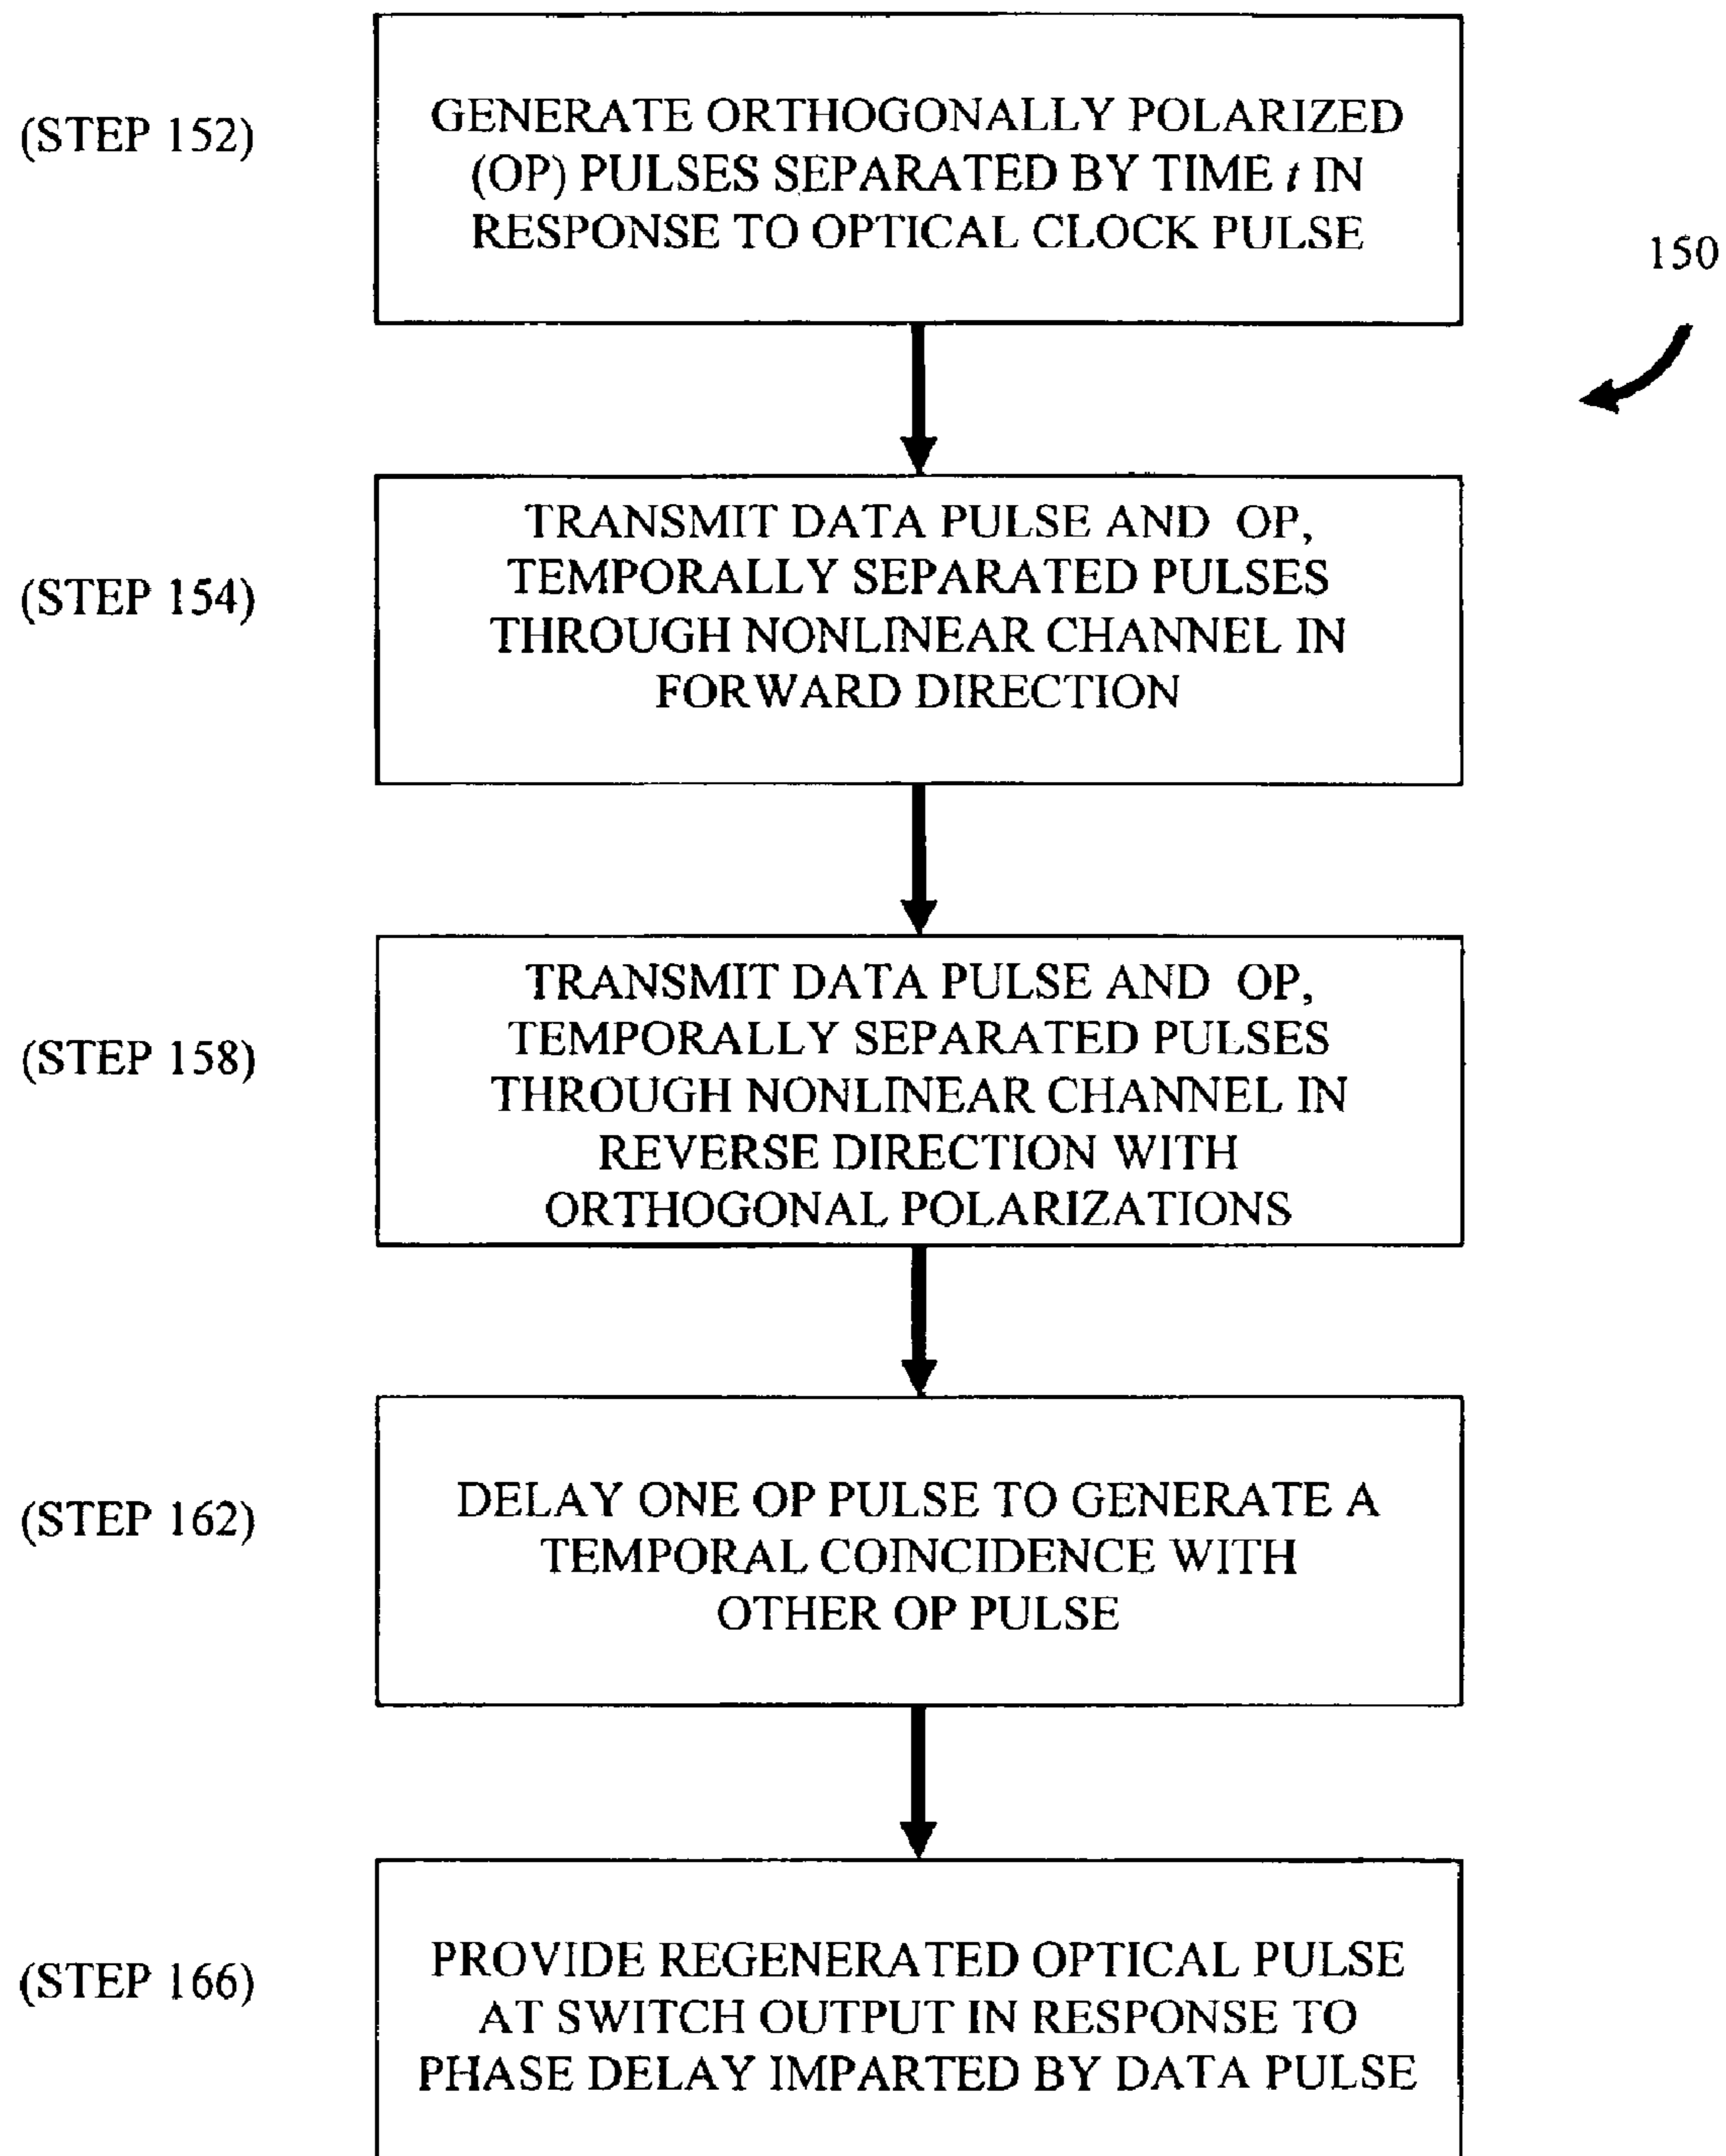 (STEP 152)
GENERATE ORTHOGONALLY POLARIZED
(OP) PULSES SEPARATED BY TIME t IN
RESPONSE TO OPTICAL CLOCK PULSE
150
(STEP 154)
TRANSMIT DATA PULSE AND OP,
TEMPORALLY SEPARATED PULSES
THROUGH NONLINEAR CHANNEL IN
FORWARD DIRECTION
(STEP 158)
TRANSMIT DATA PULSE AND OP,
TEMPORALLY SEPARATED PULSES
THROUGH NONLINEAR CHANNEL IN
REVERSE DIRECTION WITH
ORTHOGONAL POLARIZATIONS
(STEP 162)
DELAY ONE OP PULSE TO GENERATE A
TEMPORAL COINCIDENCE WITH
OTHER OP PULSE
(STEP 166)
PROVIDE REGENERATED OPTICAL PULSE
AT SWITCH OUTPUT IN RESPONSE TO
PHASE DELAY IMPARTED BY DATA PULSE